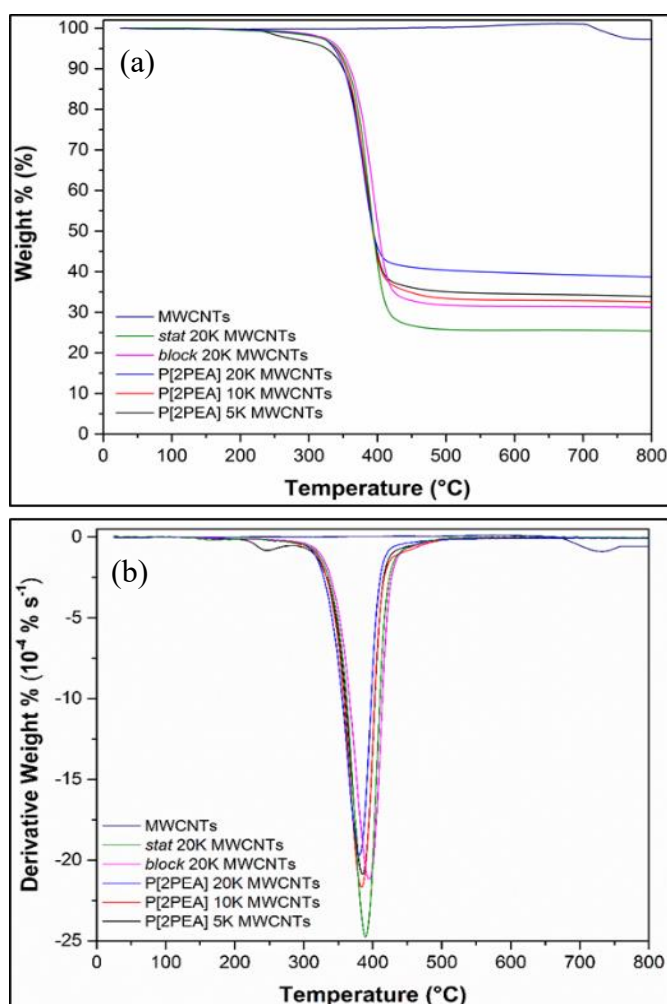 (a)
Weight % (%)
100
90
80
70
60
50
40
30
20
10
0
MWCNTs
stat 20K MWCNTs
block 20K MWCNTs
P[2PEA] 20K MWCNTs
P[2PEA] 10K MWCNTs
P[2PEA] 5K MWCNTs
0 100 200 300 400 500 600 700 800
Temperature (°C)
(b)
Derivative Weight % (10⁻⁴ % s⁻¹)
0
-5
-10
-15
-20
-25
MWCNTs
stat 20K MWCNTs
block 20K MWCNTs
P[2PEA] 20K MWCNTs
P[2PEA] 10K MWCNTs
P[2PEA] 5K MWCNTs
0 100 200 300 400 500 600 700 800
Temperature (°C)